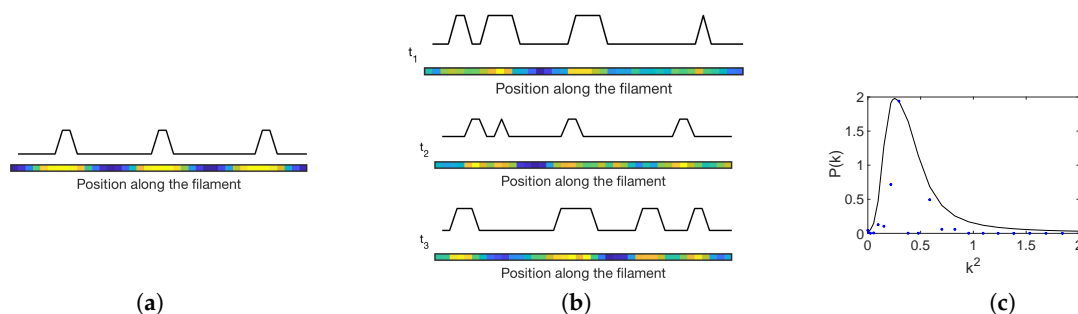 Position along the filament
(a)
t1
Position along the filament
t2
Position along the filament
t3
Position along the filament
(b)
P(k)
2
1.5
1
0.5
0
0 0.5 1 1.5 2
k2
(c)